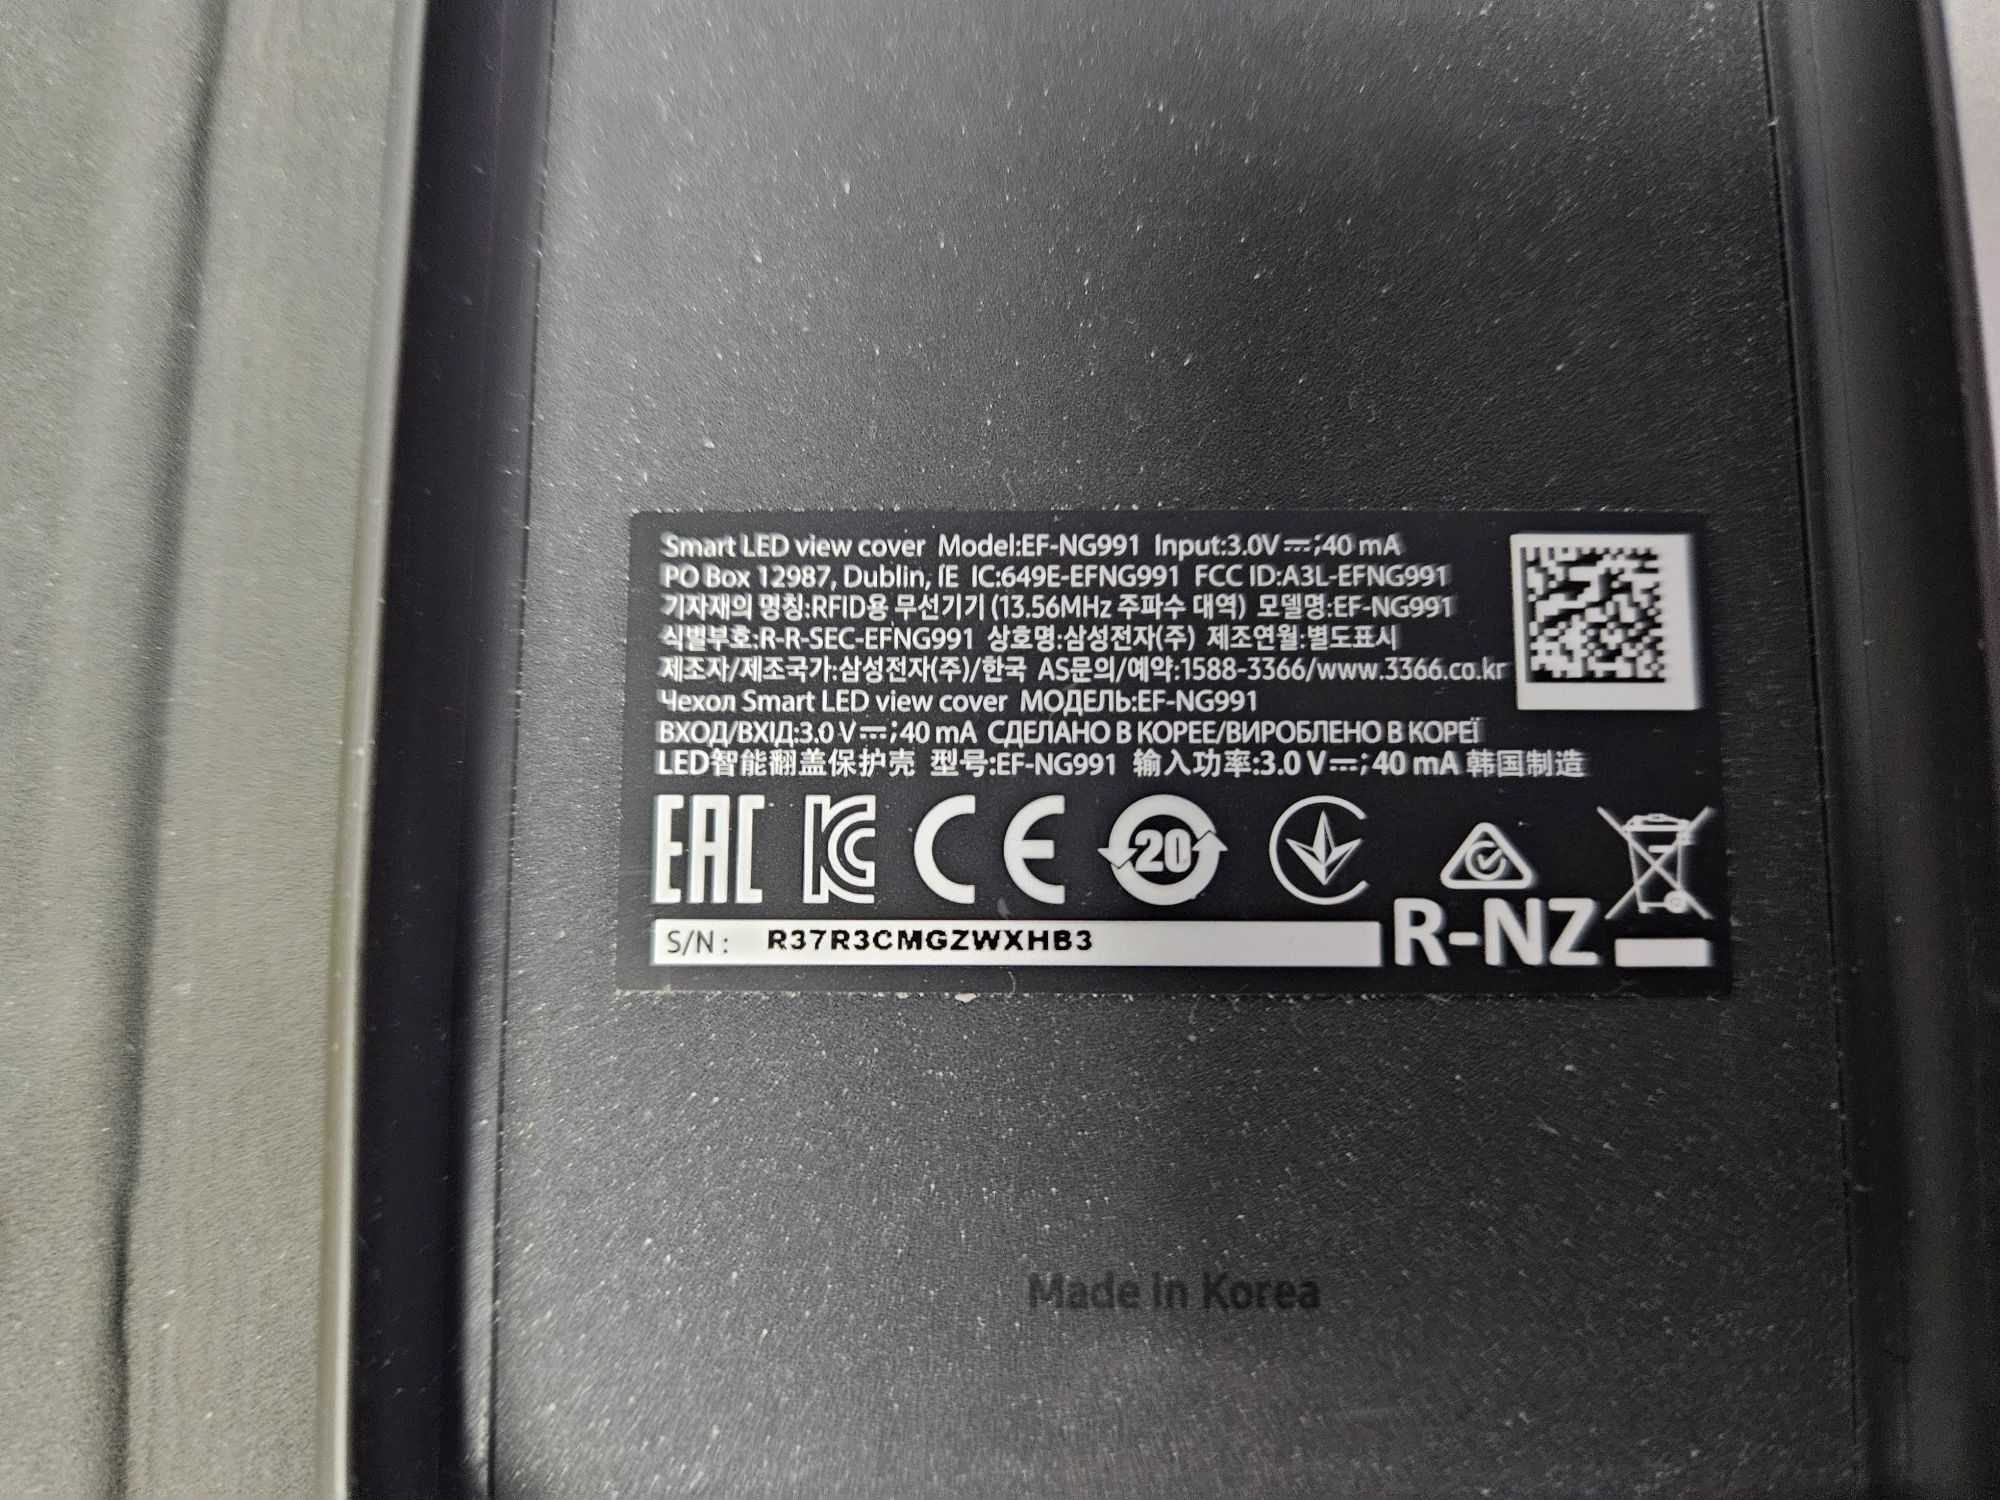 Smart LED view cover Model:EF-NG991 Input:3.0V⎓;40 mA
PO Box 12987, Dublin, IE IC:649E-EFNG991 FCC ID:A3L-EFNG991
기자재의 명칭:RFID용 무선기기 (13.56MHz 주파수 대역) 모델명:EF-NG991
식별부호:R-R-SEC-EFNG991 상호명:삼성전자(주) 제조연월:별도표시
제조자/제조국가:삼성전자(주)/한국 AS문의/예약:1588-3366/www.3366.co.kr
Чехол Smart LED view cover МОДЕЛЬ:EF-NG991
ВХОД/ВХІД:3.0 V⎓;40 mA СДЕЛАНО В КОРЕЕ/ВИРОБЛЕНО В КОРЕЇ
LED智能翻盖保护壳 型号:EF-NG991 输入功率:3.0 V⎓;40 mA 韩国制造
EAC KC CE 20
R-NZ
S/N : R37R3CMGZWXHB3
Made in Korea